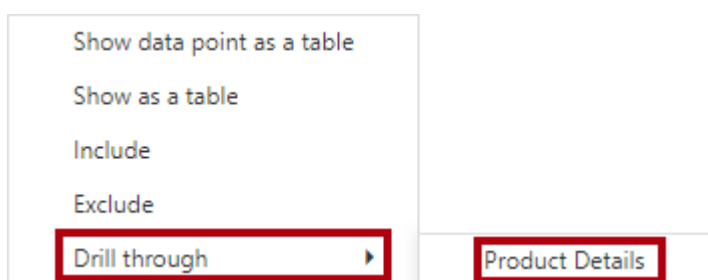 Show data point as a table
Show as a table
Include
Exclude
Drill through
Product Details